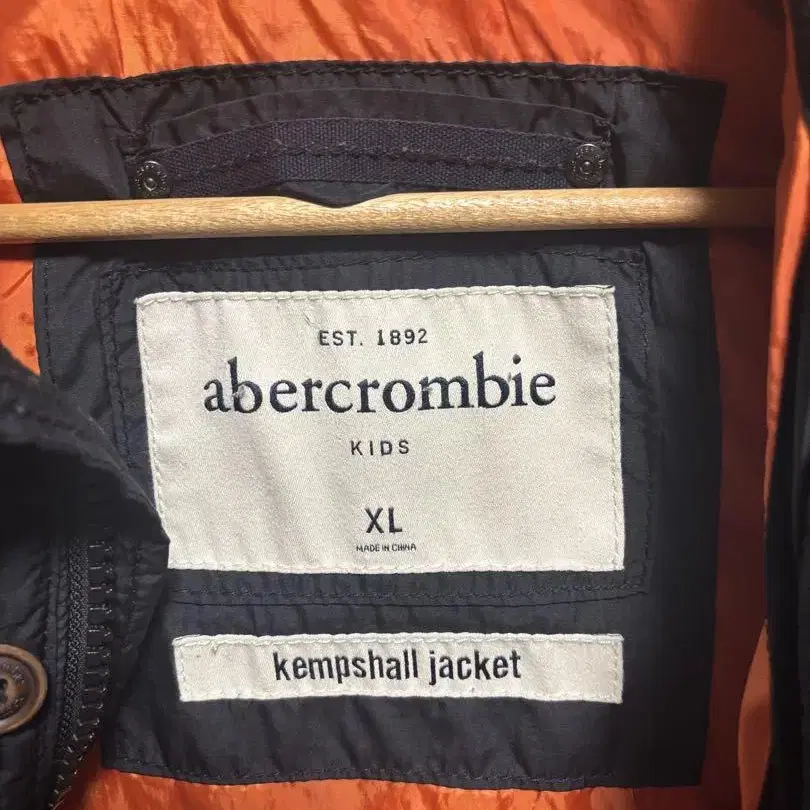 EST. 1892
abercrombie
KIDS
XL
MADE IN CHINA
kempshall jacket